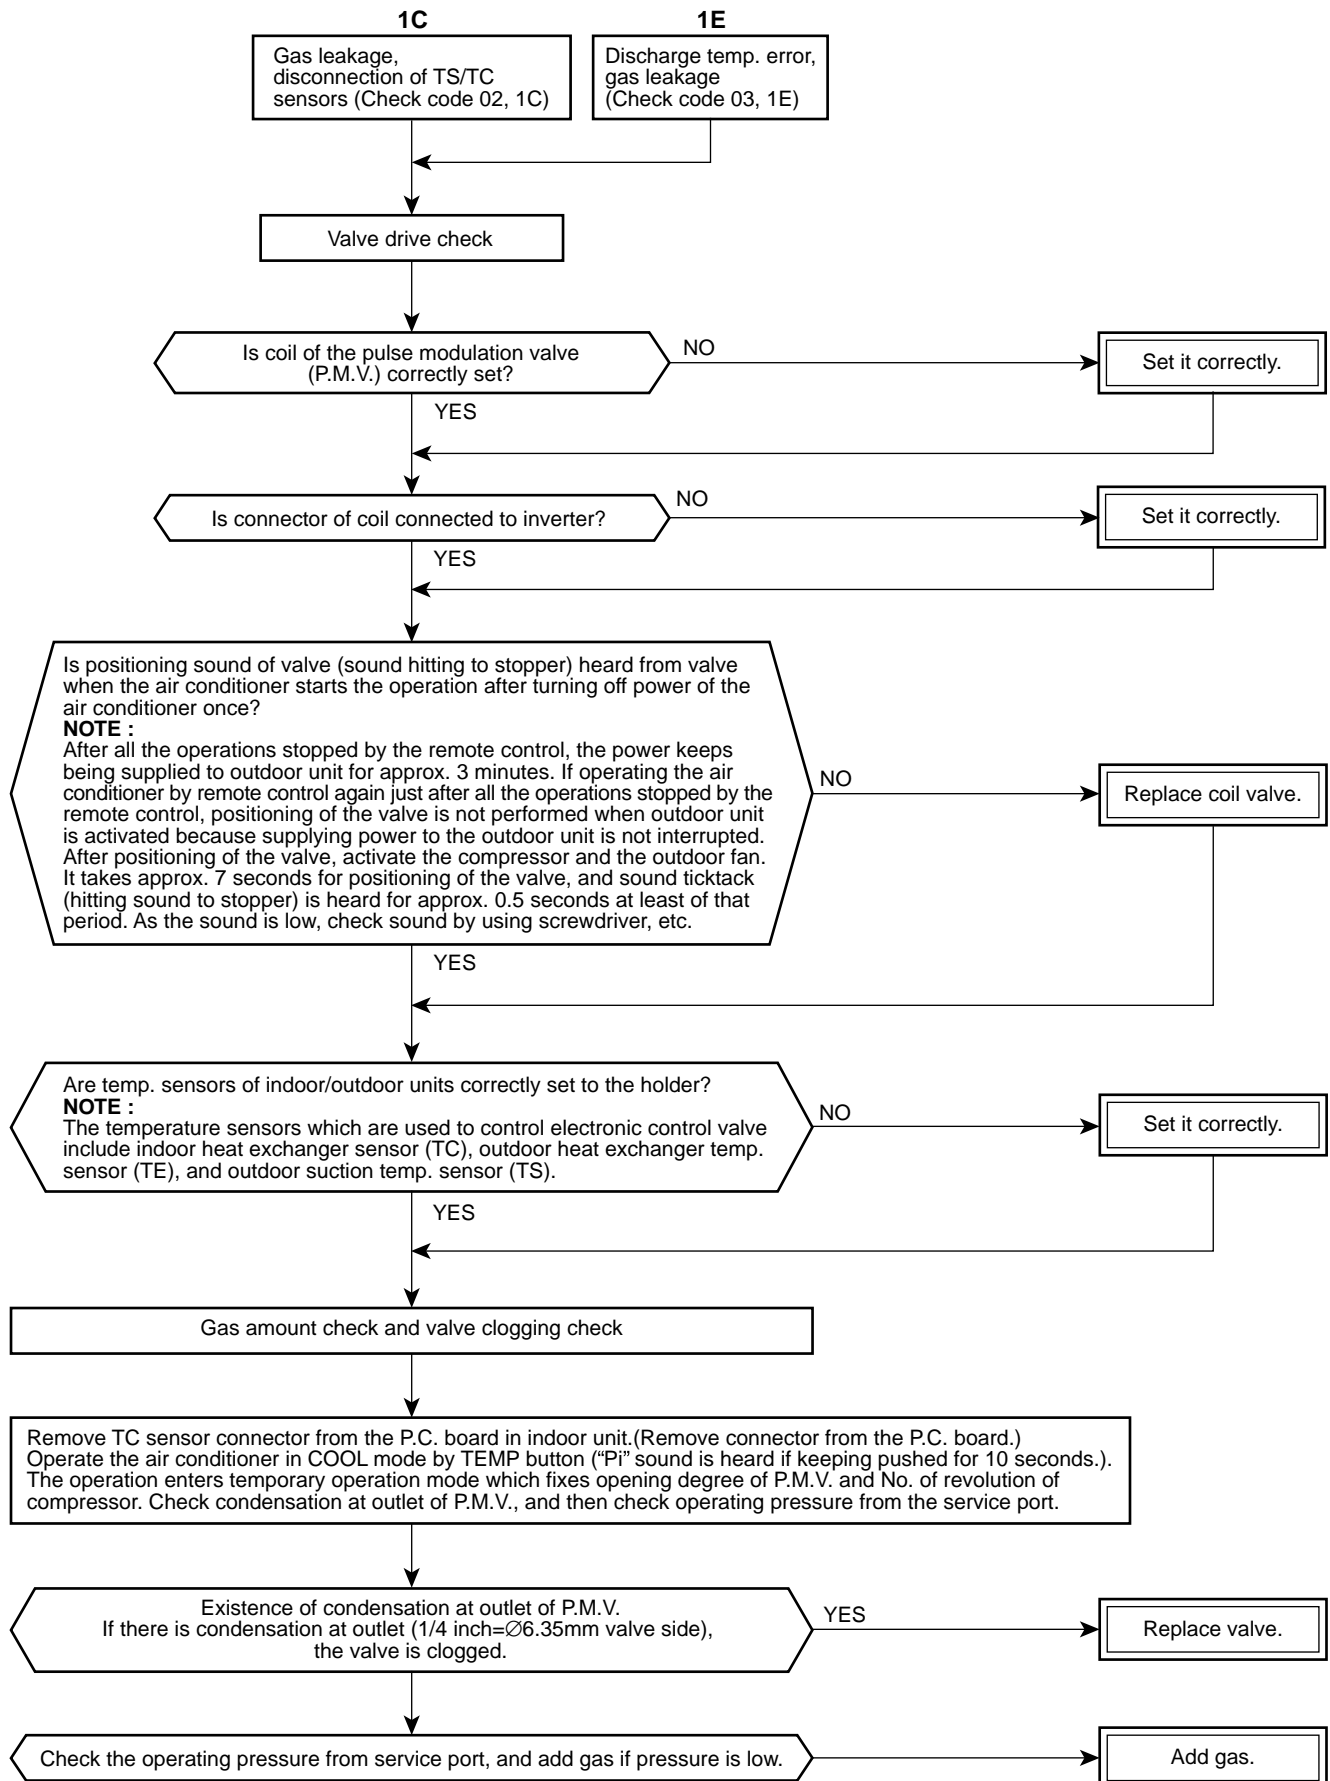 1C
1E
Gas leakage,
disconnection of TS/TC
sensors (Check code 02, 1C)
Discharge temp. error,
gas leakage
(Check code 03, 1E)
Valve drive check
Is coil of the pulse modulation valve
(P.M.V.) correctly set?
NO
Set it correctly.
YES
Is connector of coil connected to inverter?
NO
Set it correctly.
YES
Is positioning sound of valve (sound hitting to stopper) heard from valve
when the air conditioner starts the operation after turning off power of the
air conditioner once?
NOTE :
After all the operations stopped by the remote control, the power keeps
being supplied to outdoor unit for approx. 3 minutes. If operating the air
conditioner by remote control again just after all the operations stopped by the
remote control, positioning of the valve is not performed when outdoor unit
is activated because supplying power to the outdoor unit is not interrupted.
After positioning of the valve, activate the compressor and the outdoor fan.
It takes approx. 7 seconds for positioning of the valve, and sound ticktack
(hitting sound to stopper) is heard for approx. 0.5 seconds at least of that
period. As the sound is low, check sound by using screwdriver, etc.
NO
Replace coil valve.
YES
Are temp. sensors of indoor/outdoor units correctly set to the holder?
NOTE :
The temperature sensors which are used to control electronic control valve
include indoor heat exchanger sensor (TC), outdoor heat exchanger temp.
sensor (TE), and outdoor suction temp. sensor (TS).
NO
Set it correctly.
YES
Gas amount check and valve clogging check
Remove TC sensor connector from the P.C. board in indoor unit.(Remove connector from the P.C. board.)
Operate the air conditioner in COOL mode by TEMP button (“Pi” sound is heard if keeping pushed for 10 seconds.).
The operation enters temporary operation mode which fixes opening degree of P.M.V. and No. of revolution of
compressor. Check condensation at outlet of P.M.V., and then check operating pressure from the service port.
Existence of condensation at outlet of P.M.V.
If there is condensation at outlet (1/4 inch=∅6.35mm valve side),
the valve is clogged.
YES
Replace valve.
Check the operating pressure from service port, and add gas if pressure is low.
Add gas.